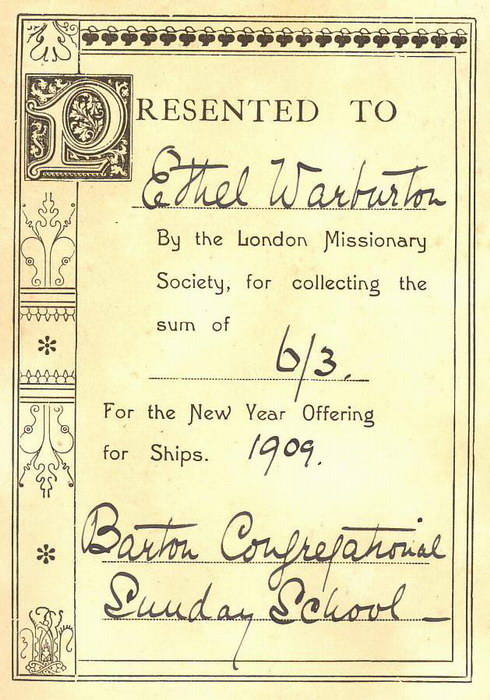 PRESENTED TO
Ethel Warburton
By the London Missionary
Society, for collecting the
sum of
6/3.
For the New Year Offering
for Ships. 1909.
Barton Congregational
Sunday School